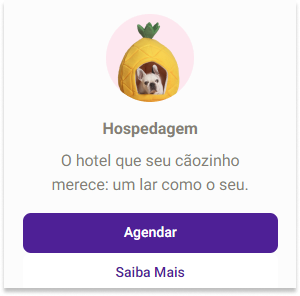 Hospedagem
O hotel que seu cãozinho
merece: um lar como o seu.
Agendar
Saiba Mais